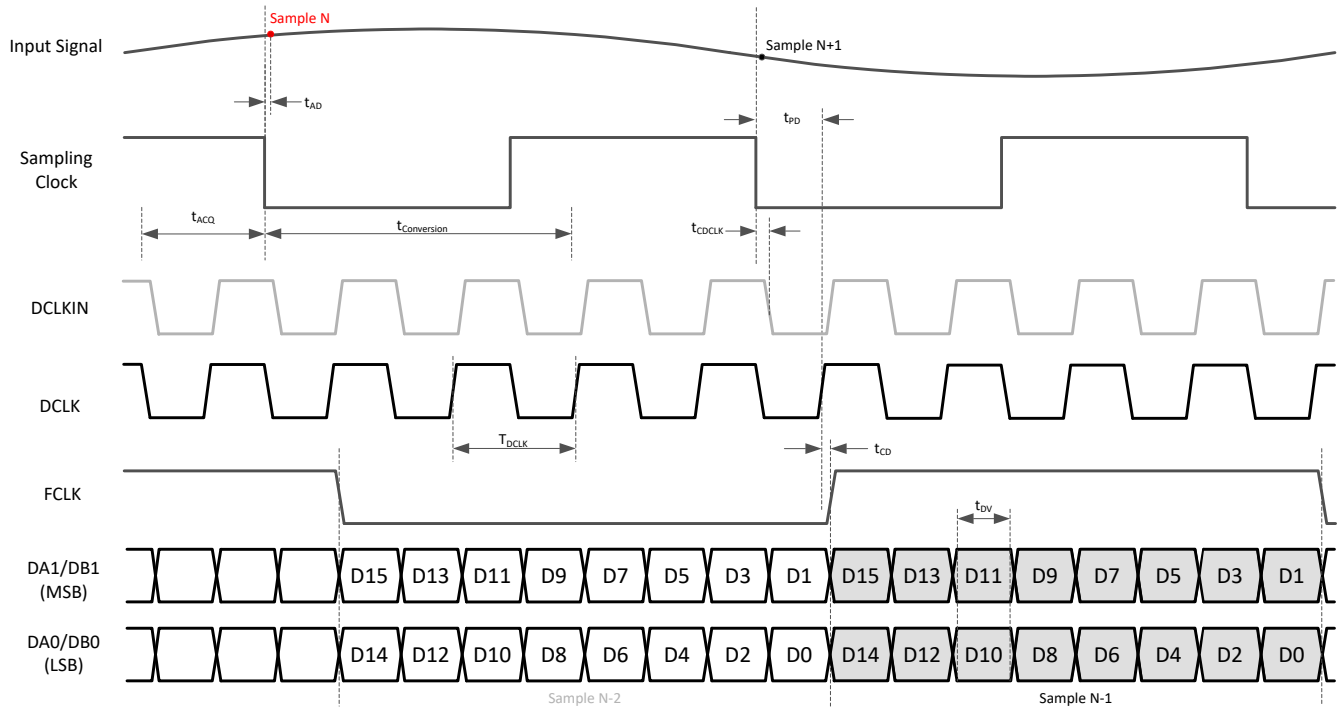 Sample N
Input Signal
Sample N+1
tAD
tPD
Sampling
Clock
tACQ
tConversion
tCDCLK
DCLKIN
DCLK
TDCLK
tCD
FCLK
tDV
DA1/DB1
(MSB)
D15 D13 D11 D9 D7 D5 D3 D1 D15 D13 D11 D9 D7 D5 D3 D1
DA0/DB0
(LSB)
D14 D12 D10 D8 D6 D4 D2 D0 D14 D12 D10 D8 D6 D4 D2 D0
Sample N-2
Sample N-1